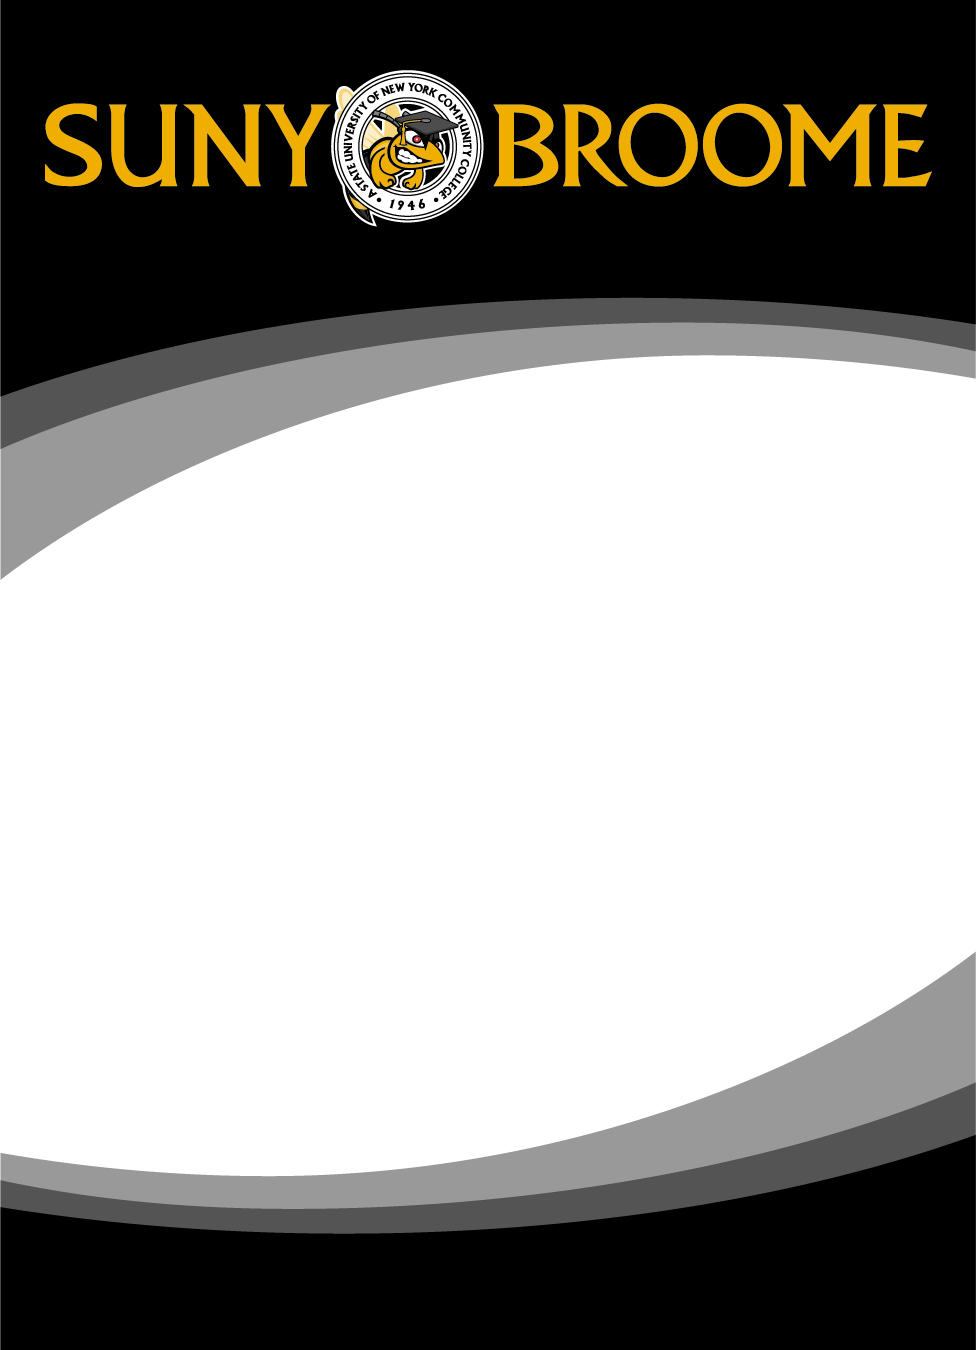 SUNY BROOME
A STATE UNIVERSITY OF NEW YORK COMMUNITY COLLEGE
• 1946 •